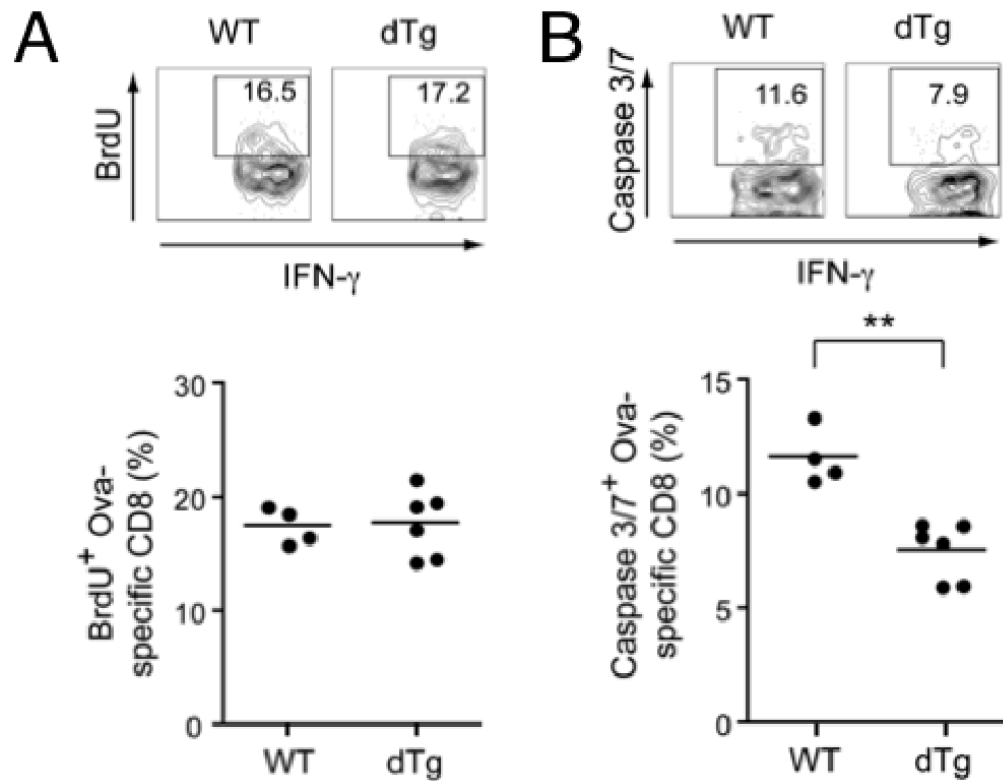 A
WT
dTg
BrdU
16.5
17.2
IFN-γ
BrdU⁺ Ova-
specific CD8 (%)
30
20
10
0
WT
dTg
B
WT
dTg
Caspase 3/7
11.6
7.9
IFN-γ
**
Caspase 3/7⁺ Ova-
specific CD8 (%)
15
10
5
0
WT
dTg